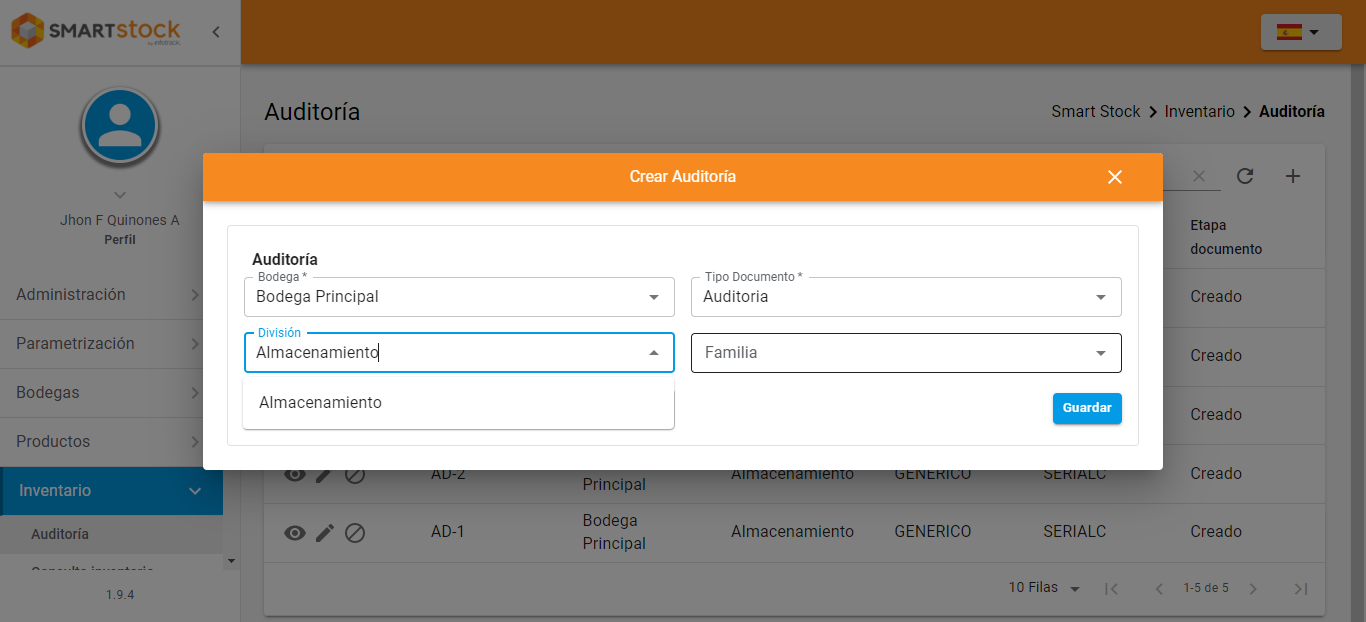 SMARTstock
by infotrack
Auditoría
Smart Stock
Inventario
Auditoría
Jhon F Quinones A
Perfil
Administración
Parametrización
Bodegas
Productos
Inventario
Auditoría
Consulta inventario
1.9.4
Crear Auditoría
Auditoría
Bodega *
Bodega Principal
Tipo Documento *
Auditoria
División
Almacenamiento
Familia
Almacenamiento
Guardar
Etapa
documento
Creado
Creado
Creado
AD-2 Principal Almacenamiento GENERICO SERIALC Creado
AD-1 Bodega Principal Almacenamiento GENERICO SERIALC Creado
10 Filas
1-5 de 5